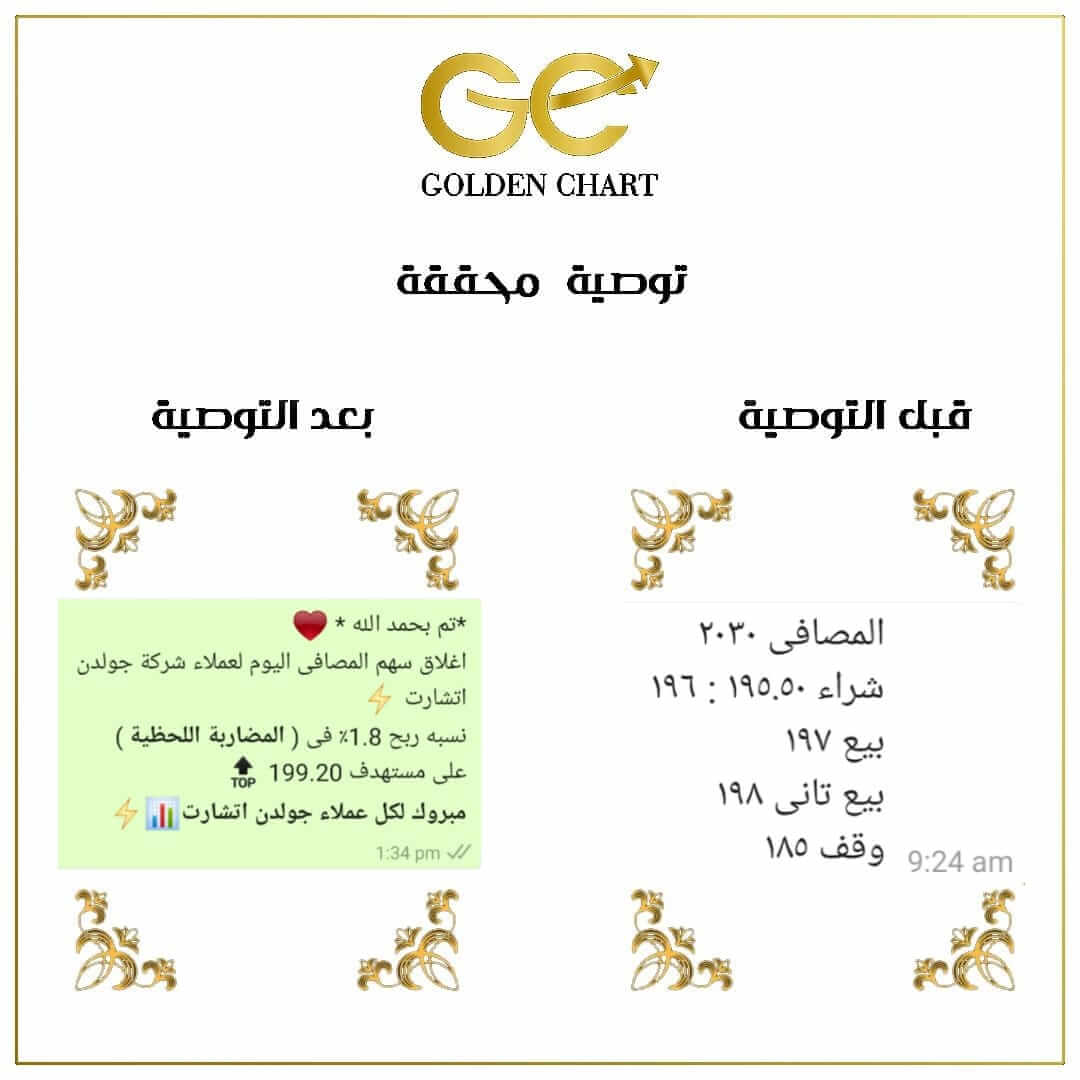 GC
GOLDEN CHART
توصية محققة
قبل التوصية
المصافى ٢٠٣٠
شراء ١٩٥.٥٠ : ١٩٦
بيع ١٩٧
بيع تانى ١٩٨
وقف ١٨٥
9:24 am
بعد التوصية
*تم بحمد الله * ❤️
اغلاق سهم المصافى اليوم لعملاء شركة جولدن
اتشارت ⚡
نسبه ربح 1.8٪ فى ( المضاربة اللحظية )
على مستهدف 199.20 🔝
مبروك لكل عملاء جولدن اتشارت📊⚡
1:34 pm